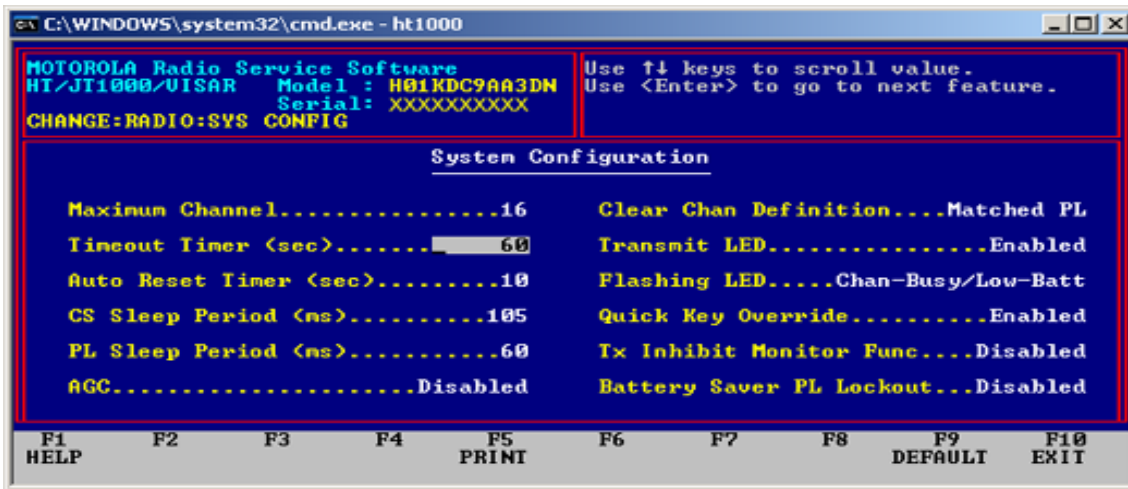 C:\WINDOWS\system32\cmd.exe - ht1000
MOTOROLA Radio Service Software
HT/JT1000/VISAR Model : H01KDC9AA3DN
Serial: XXXXXXXXXX
CHANGE:RADIO:SYS CONFIG
Use ↑↓ keys to scroll value.
Use <Enter> to go to next feature.
System Configuration
Maximum Channel................16
Timeout Timer (sec)......._ 60
Auto Reset Timer (sec).........10
CS Sleep Period (ms)..........105
PL Sleep Period (ms)...........60
AGC......................Disabled
Clear Chan Definition....Matched PL
Transmit LED................Enabled
Flashing LED.....Chan-Busy/Low-Batt
Quick Key Override..........Enabled
Tx Inhibit Monitor Func....Disabled
Battery Saver PL Lockout...Disabled
F1 F2 F3 F4 F5 F6 F7 F8 F9 F10
HELP PRINT DEFAULT EXIT